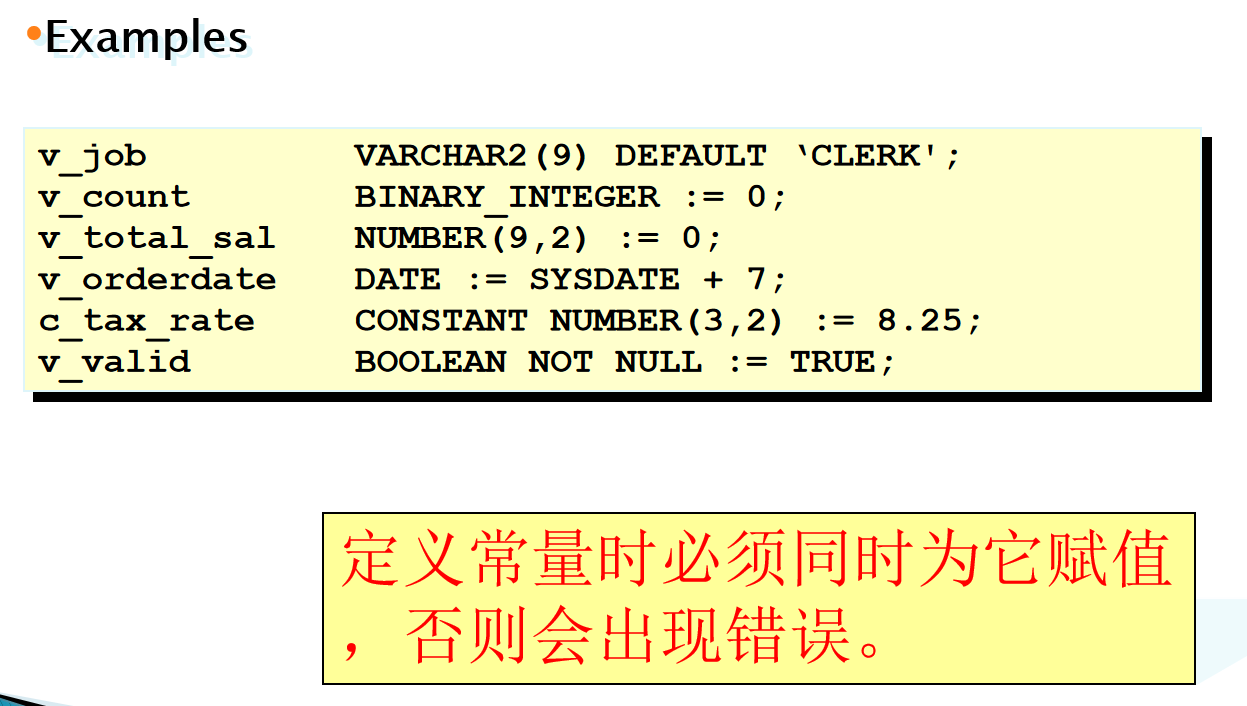 •Examples
v_job VARCHAR2(9) DEFAULT ‘CLERK';
v_count BINARY_INTEGER := 0;
v_total_sal NUMBER(9,2) := 0;
v_orderdate DATE := SYSDATE + 7;
c_tax_rate CONSTANT NUMBER(3,2) := 8.25;
v_valid BOOLEAN NOT NULL := TRUE;
定义常量时必须同时为它赋值
，否则会出现错误。